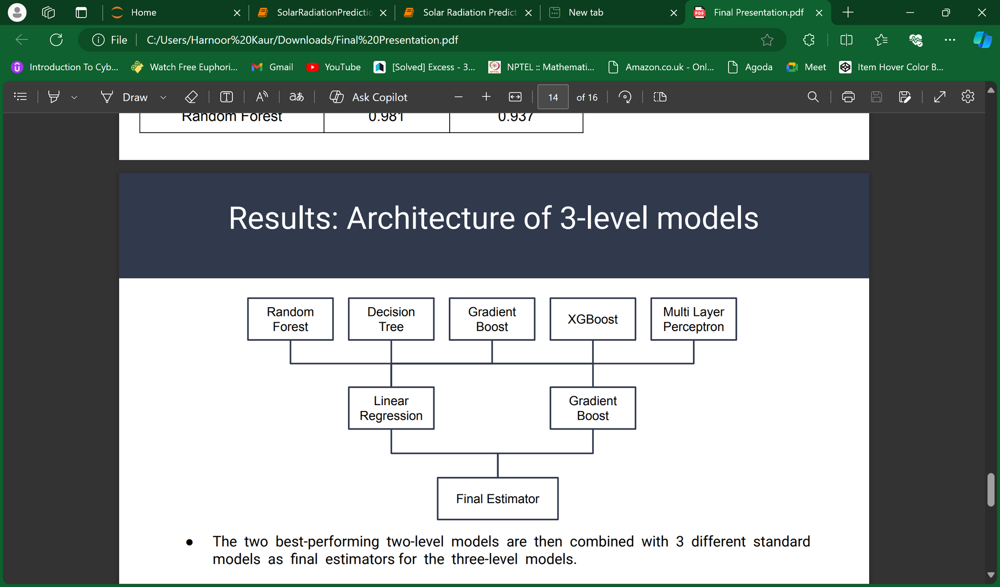 Home
SolarRadiationPredictio
Solar Radiation Predict
New tab
Final Presentation.pdf
File
C:/Users/Harnoor%20Kaur/Downloads/Final%20Presentation.pdf
Introduction To Cyb...
Watch Free Euphori...
Gmail
YouTube
[Solved] Excess - 3...
NPTEL :: Mathemati...
Amazon.co.uk - Onl...
Agoda
Meet
Item Hover Color B...
Draw
Ask Copilot
14 of 16
Random Forest 0.981 0.937
Results: Architecture of 3-level models
Random
Forest
Decision
Tree
Gradient
Boost
XGBoost
Multi Layer
Perceptron
Linear
Regression
Gradient
Boost
Final Estimator
● The two best-performing two-level models are then combined with 3 different standard
models as final estimators for the three-level models.